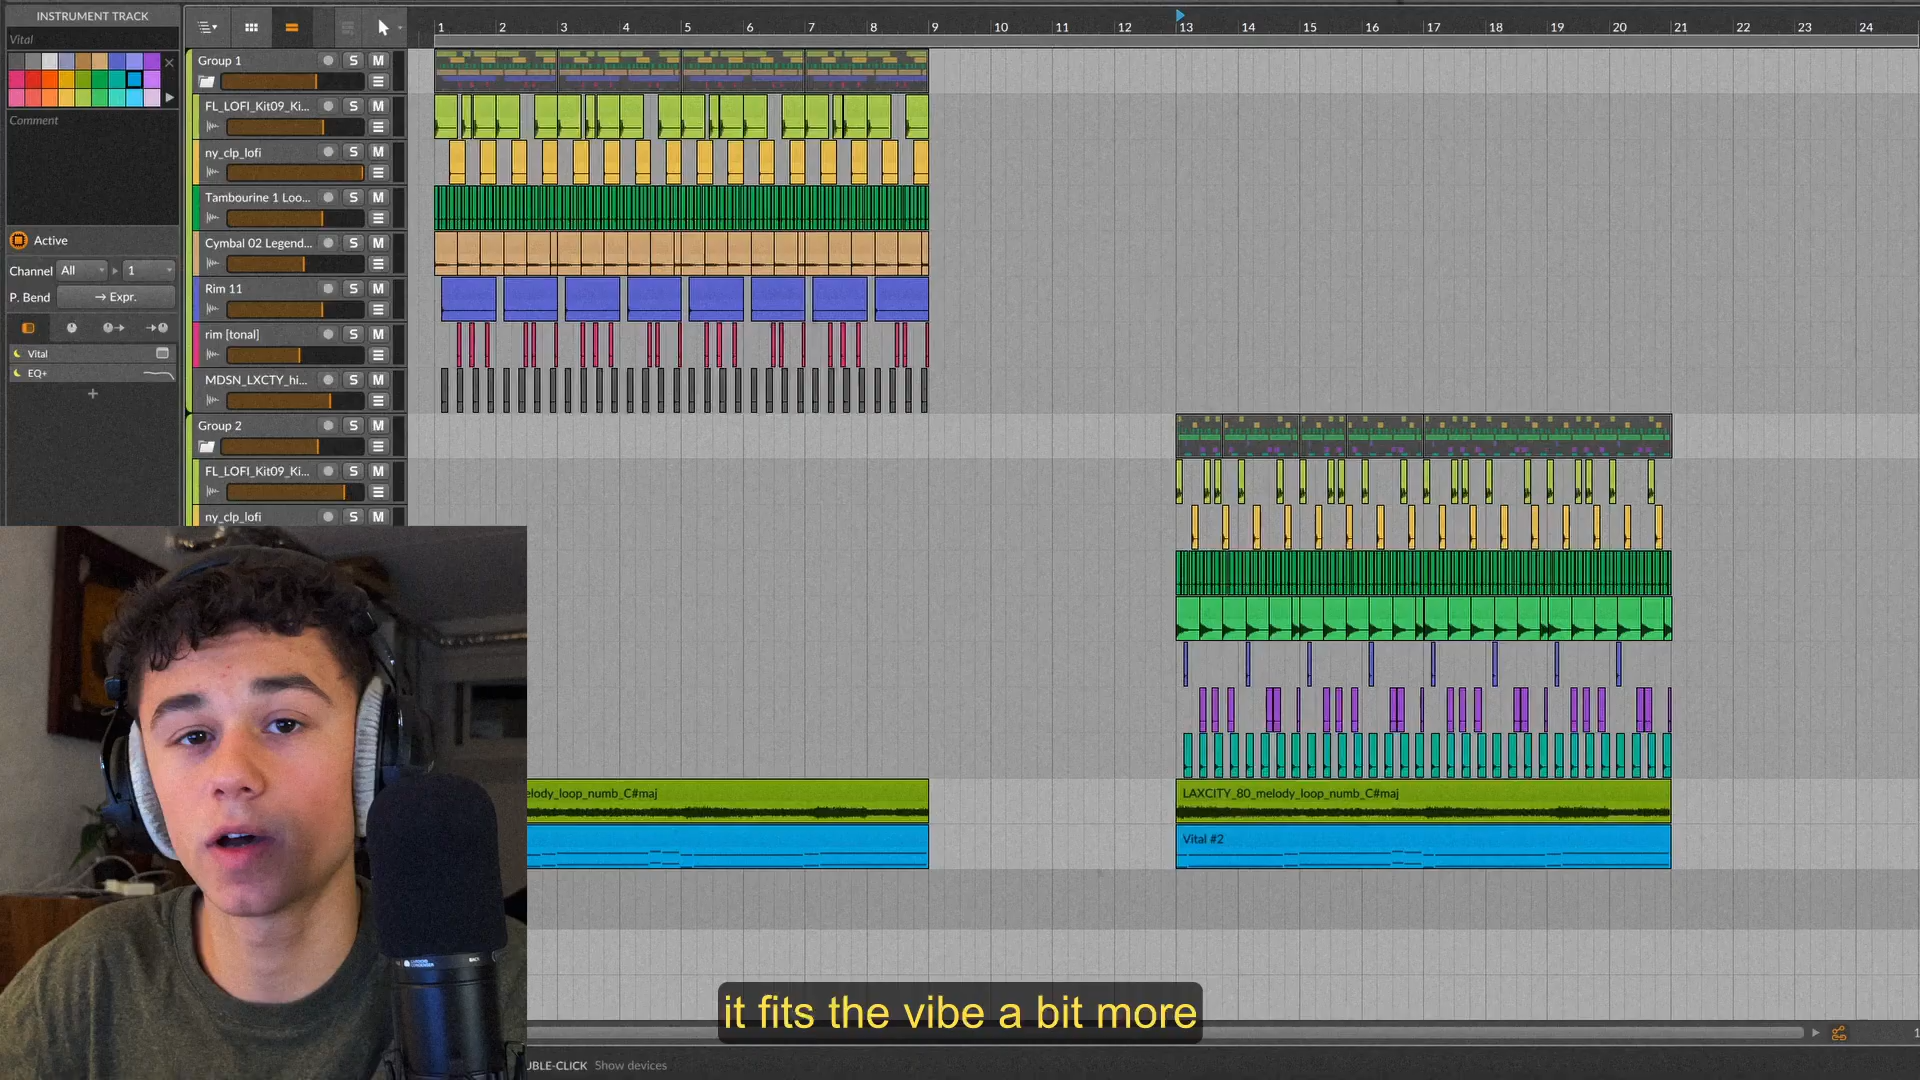 INSTRUMENT TRACK
Vital
Comment
Active
Channel All 1
P. Bend → Expr.
Vital
EQ+
1 2 3 4 5 6 7 8 9 10 11 12 13 14 15 16 17 18 19 20 21 22 23 24
Group 1 S M
FL_LOFI_Kit09_Ki... S M
ny_clp_lofi S M
Tambourine 1 Loo... S M
Cymbal 02 Legend... S M
Rim 11 S M
rim [tonal] S M
MDSN_LXCTY_hi... S M
Group 2 S M
FL_LOFI_Kit09_Ki... S M
ny_clp_lofi S M
elody_loop_numb_C#maj
LAXCITY_80_melody_loop_numb_C#maj
Vital #2
it fits the vibe a bit more
UBLE-CLICK Show devices